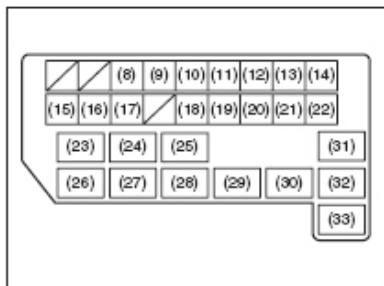 (8) (9) (10) (11) (12) (13) (14)
(15) (16) (17) (18) (19) (20) (21) (22)
(23) (24) (25) (31)
(26) (27) (28) (29) (30) (32)
(33)